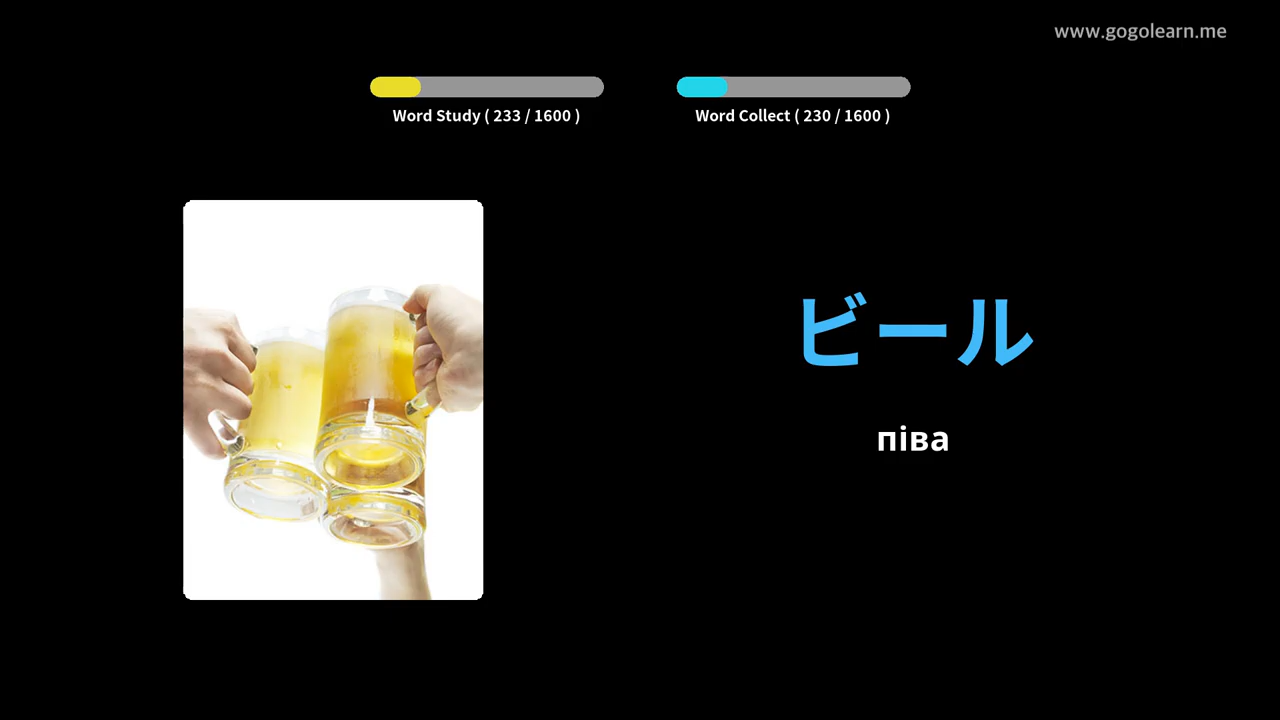 www.gogolearn.me
Word Study ( 233 / 1600 )
Word Collect ( 230 / 1600 )
ビール
піва